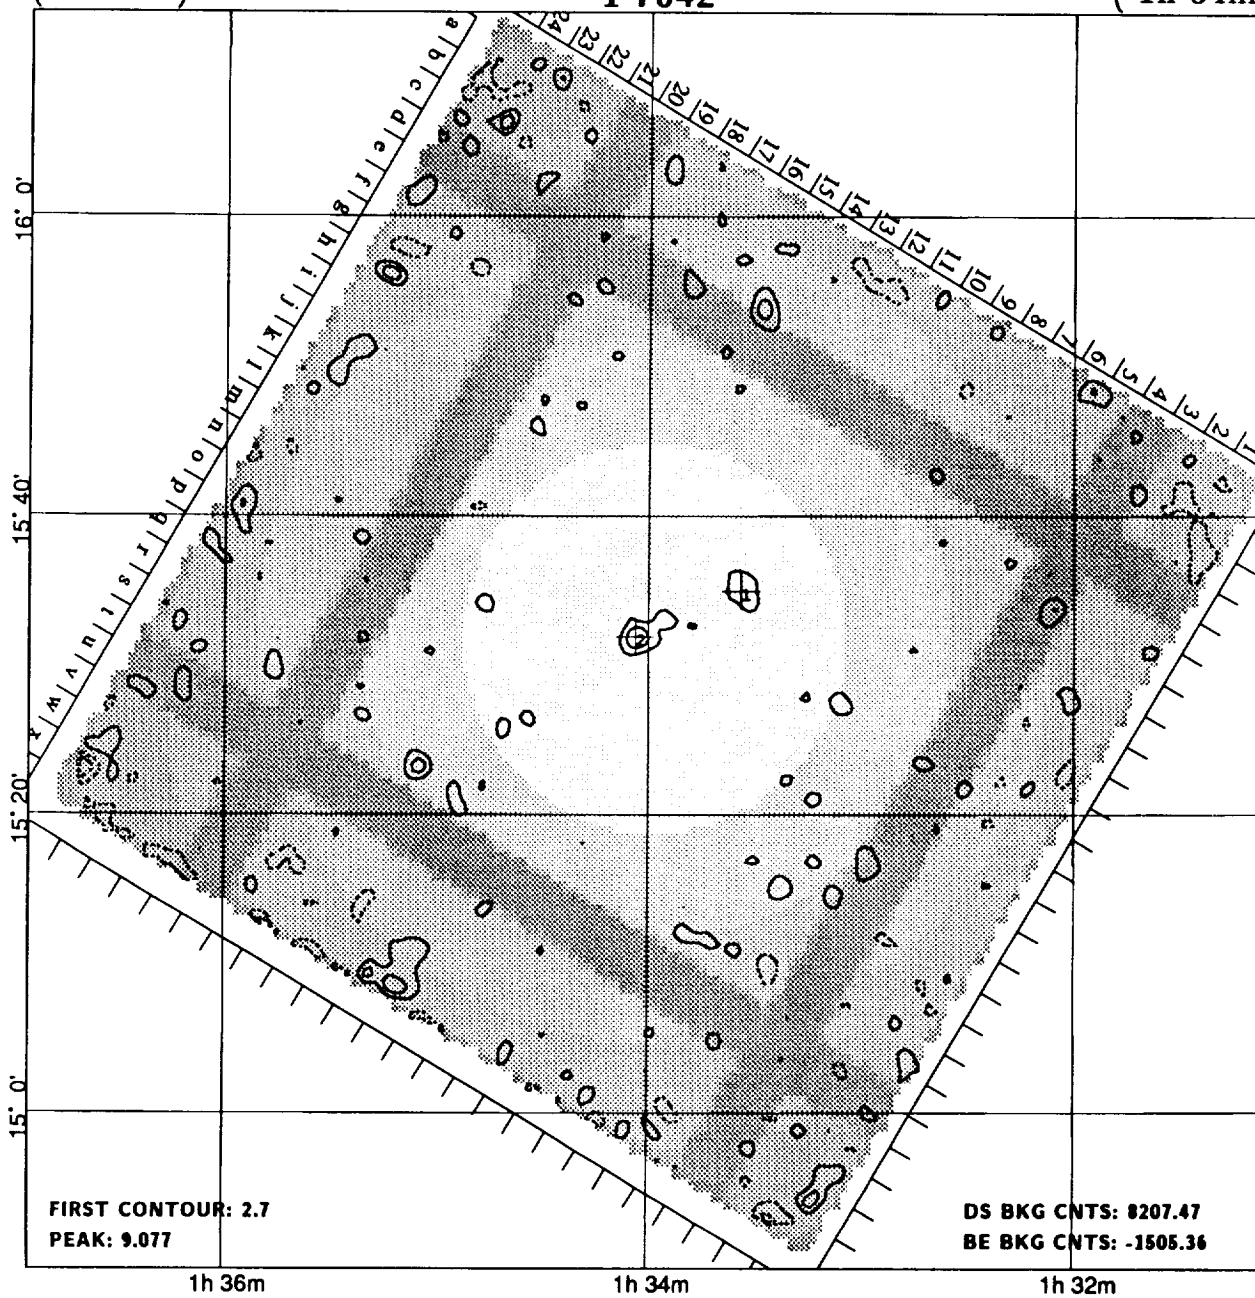 24 23 22 21 20 19 18 17 16 15 14 13 12 11 10 9 8 7 6 5 4 3 2 1
a b c d e f g h i j k l m n o p q r s t u v w x
16° 0'
15° 40'
15° 20'
15° 0'
1
2
FIRST CONTOUR: 2.7
PEAK: 9.077
DS BKG CNTS: 8207.47
BE BKG CNTS: -1505.36
1h 36m
1h 34m
1h 32m